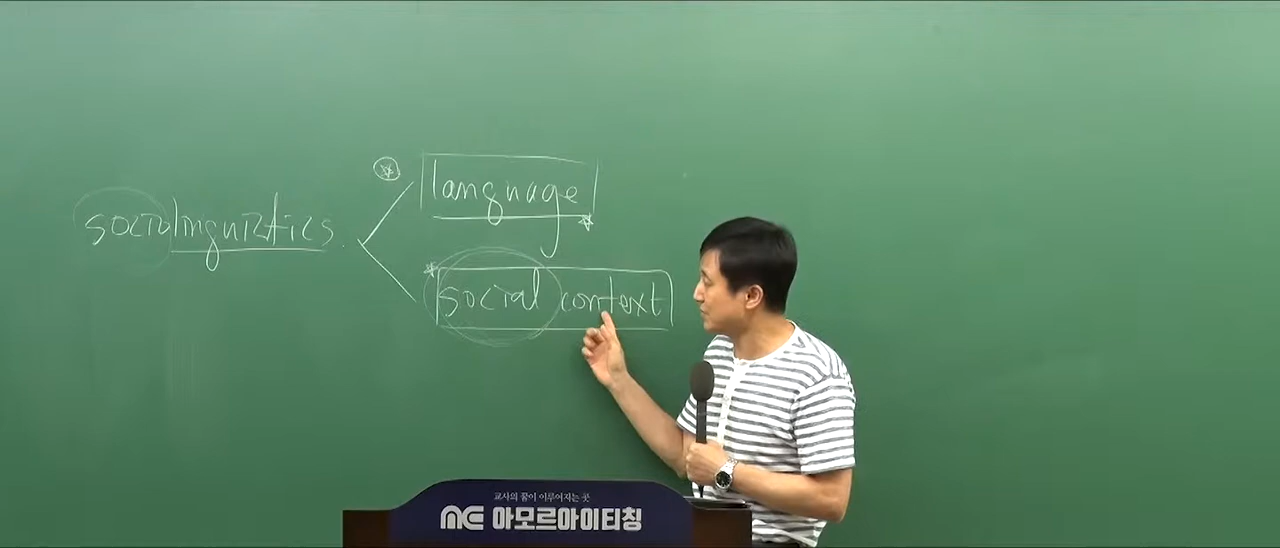 sociolinguistics
language
social context
교사의 꿈이 이루어지는 곳
아모르아이티칭